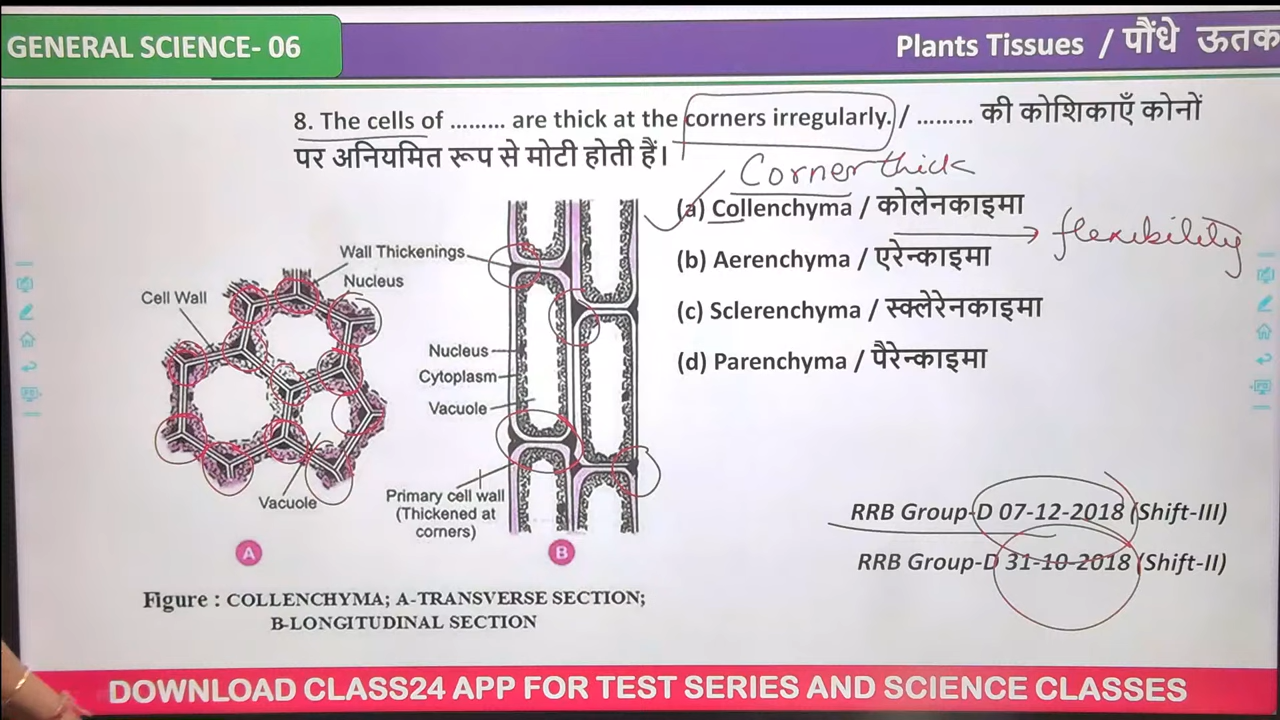 GENERAL SCIENCE- 06
Plants Tissues / पौंधे ऊतक
8. The cells of ......... are thick at the corners irregularly. / ......... की कोशिकाएँ कोनों
पर अनियमित रूप से मोटी होती हैं।
Corner thick
(a) Collenchyma / कोलेनकाइमा
flexibility
(b) Aerenchyma / एरेन्काइमा
(c) Sclerenchyma / स्क्लेरेनकाइमा
(d) Parenchyma / पैरेन्काइमा
Wall Thickenings
Nucleus
Cell Wall
Vacuole
A
Nucleus
Cytoplasm
Vacuole
Primary cell wall
(Thickened at
corners)
B
Figure : COLLENCHYMA; A-TRANSVERSE SECTION;
B-LONGITUDINAL SECTION
RRB Group-D 07-12-2018 (Shift-III)
RRB Group-D 31-10-2018 (Shift-II)
DOWNLOAD CLASS24 APP FOR TEST SERIES AND SCIENCE CLASSES